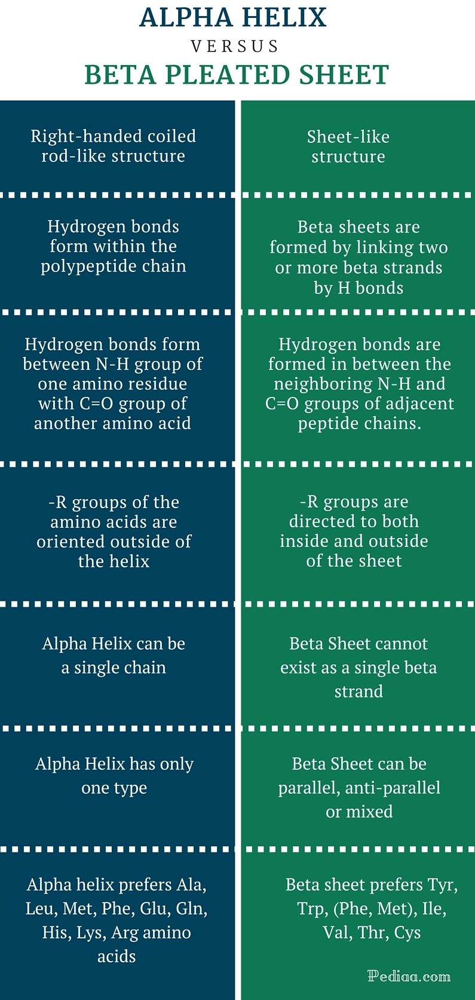 ALPHA HELIX
VERSUS
BETA PLEATED SHEET
Right-handed coiled
rod-like structure
Sheet-like
structure
Hydrogen bonds
form within the
polypeptide chain
Beta sheets are
formed by linking two
or more beta strands
by H bonds
Hydrogen bonds form
between N-H group of
one amino residue
with C=O group of
another amino acid
Hydrogen bonds are
formed in between the
neighboring N-H and
C=O groups of adjacent
peptide chains.
-R groups of the
amino acids are
oriented outside of
the helix
-R groups are
directed to both
inside and outside
of the sheet
Alpha Helix can be
a single chain
Beta Sheet cannot
exist as a single beta
strand
Alpha Helix has only
one type
Beta Sheet can be
parallel, anti-parallel
or mixed
Alpha helix prefers Ala,
Leu, Met, Phe, Glu, Gln,
His, Lys, Arg amino
acids
Beta sheet prefers Tyr,
Trp, (Phe, Met), Ile,
Val, Thr, Cys
Pediaa.com